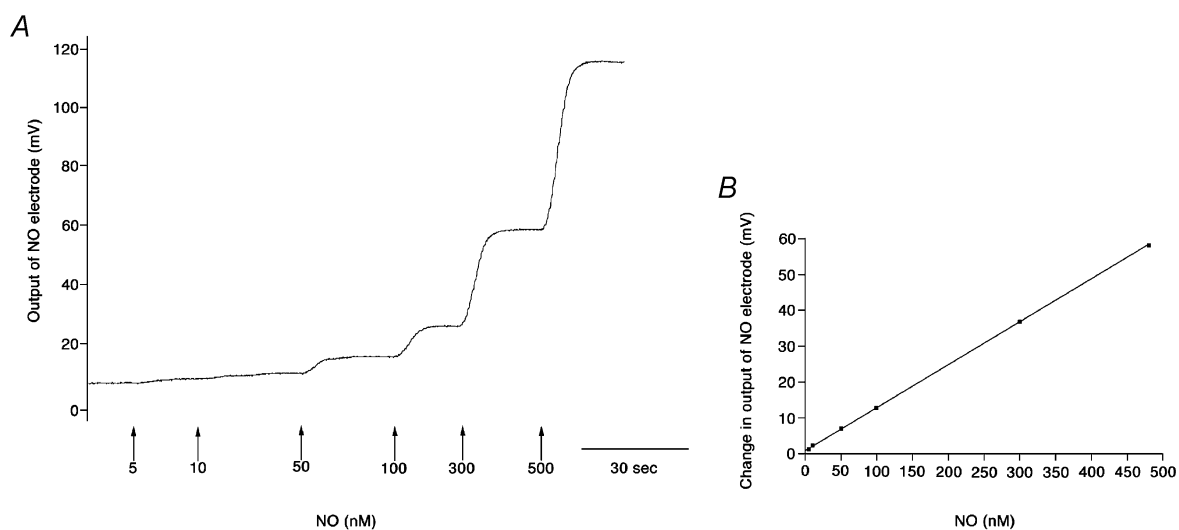 A
Output of NO electrode (mV)
120
100
80
60
40
20
0
5 10 50 100 300 500 30 sec
NO (nM)
B
Change in output of NO electrode (mV)
60
50
40
30
20
10
0
0 50 100 150 200 250 300 350 400 450 500
NO (nM)